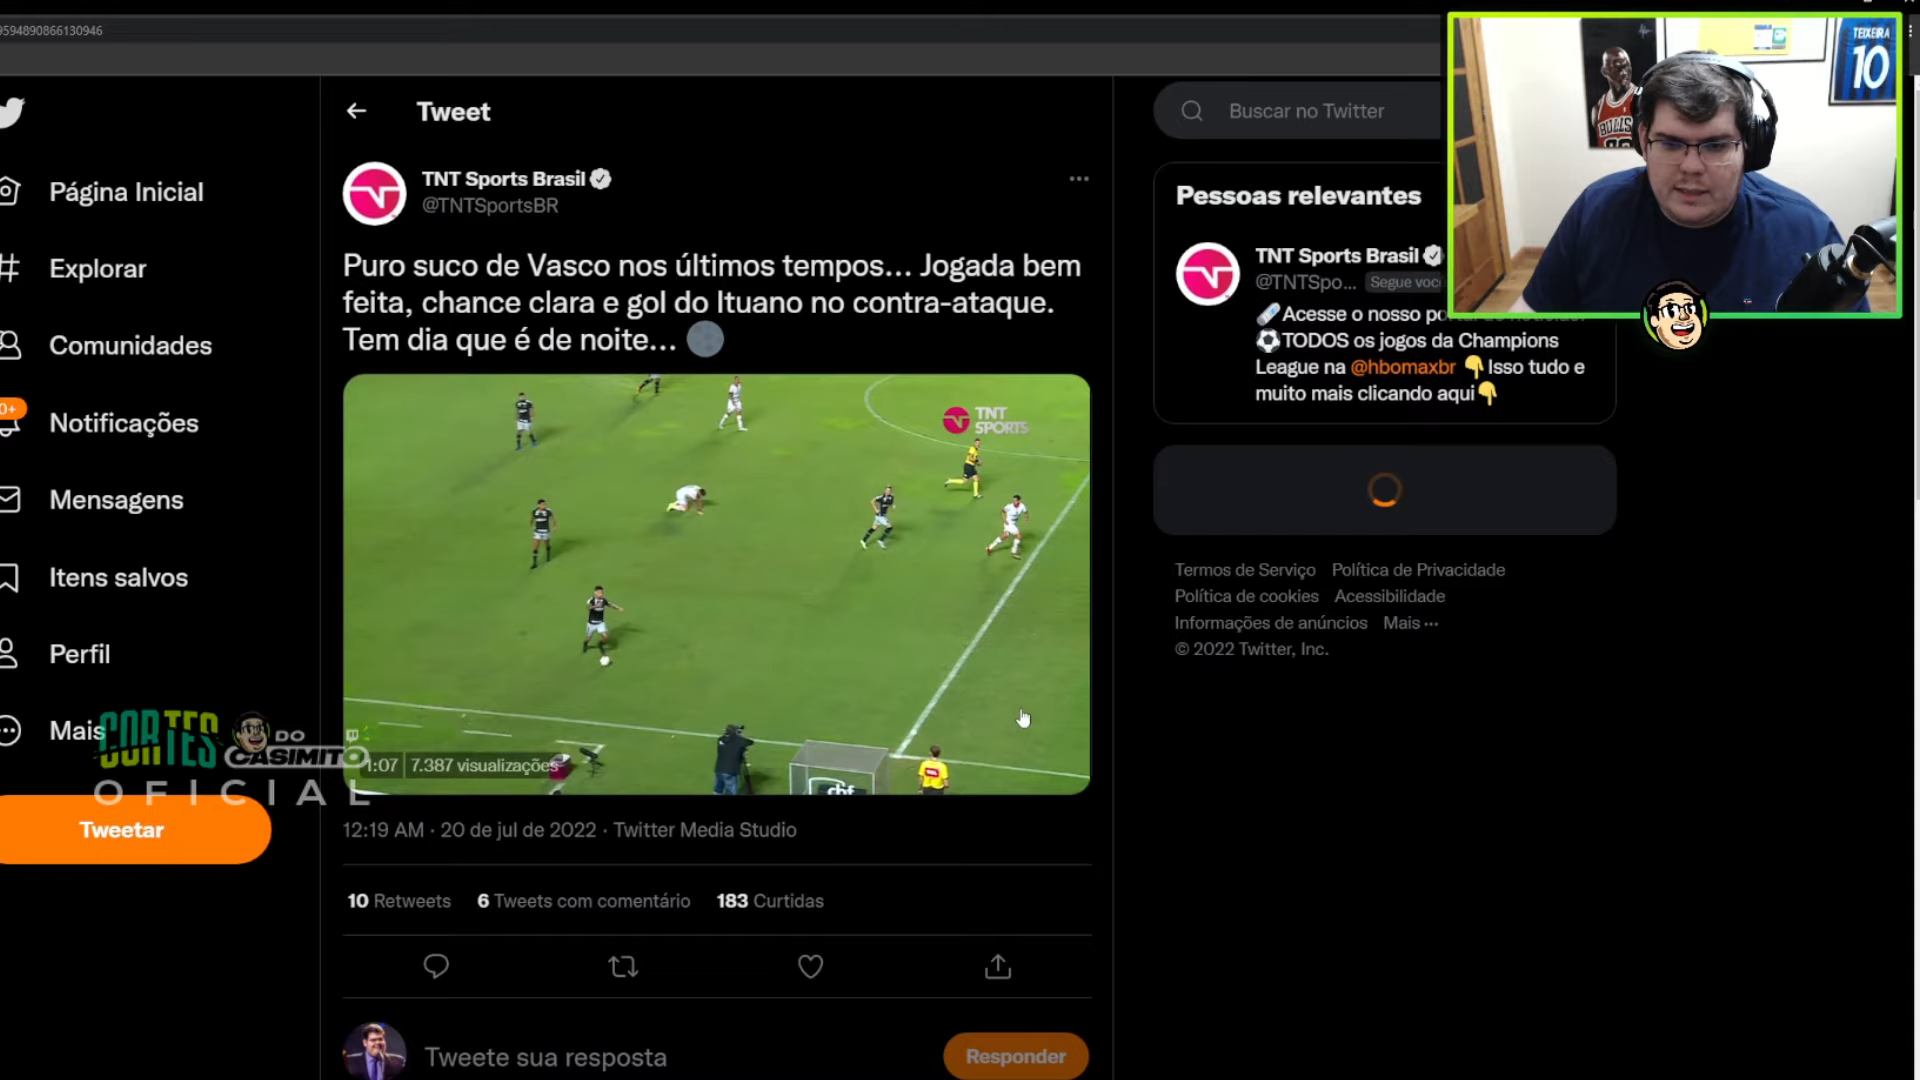 9594890866130946
Tweet
Buscar no Twitter
TEIXEIRA
10
BULLS
Página Inicial
Explorar
Comunidades
Notificações
Mensagens
Itens salvos
Perfil
Mais
Tweetar
TNT Sports Brasil
@TNTSportsBR
Puro suco de Vasco nos últimos tempos... Jogada bem
feita, chance clara e gol do Ituano no contra-ataque.
Tem dia que é de noite...
TNT
SPORTS
1:07 7.387 visualizações
cbf
CORTES DO
CASIMITO
OFICIAL
12:19 AM · 20 de jul de 2022 · Twitter Media Studio
10 Retweets 6 Tweets com comentário 183 Curtidas
Tweete sua resposta
Responder
Pessoas relevantes
TNT Sports Brasil
@TNTSpo... Segue você
Acesse o nosso
TODOS os jogos da Champions
League na @hbomaxbr Isso tudo e
muito mais clicando aqui
Termos de Serviço Política de Privacidade
Política de cookies Acessibilidade
Informações de anúncios Mais ...
© 2022 Twitter, Inc.